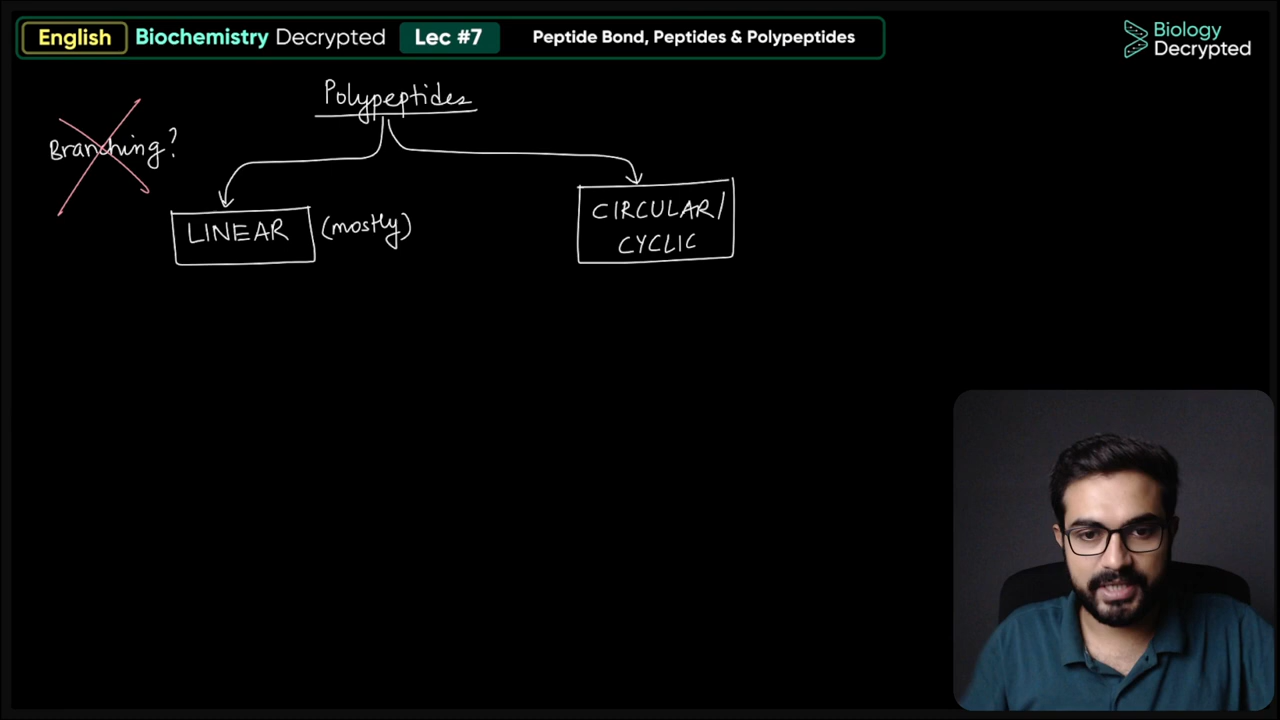 English Biochemistry Decrypted Lec #7 Peptide Bond, Peptides & Polypeptides
Biology
Decrypted
Polypeptides
Branching?
LINEAR (mostly)
CIRCULAR/
CYCLIC